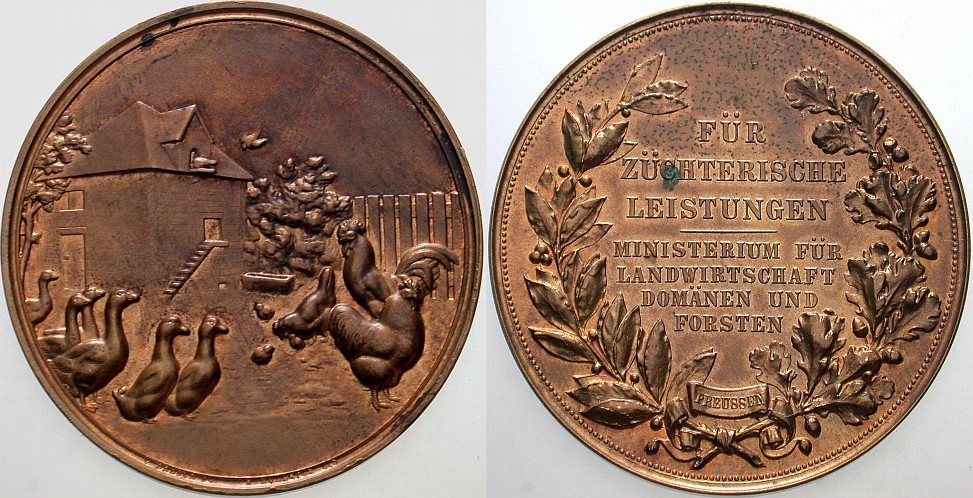 FÜR
ZÜCHTERISCHE
LEISTUNGEN
MINISTERIUM FÜR
LANDWIRTSCHAFT
DOMÄNEN UND
FORSTEN
PREUSSEN